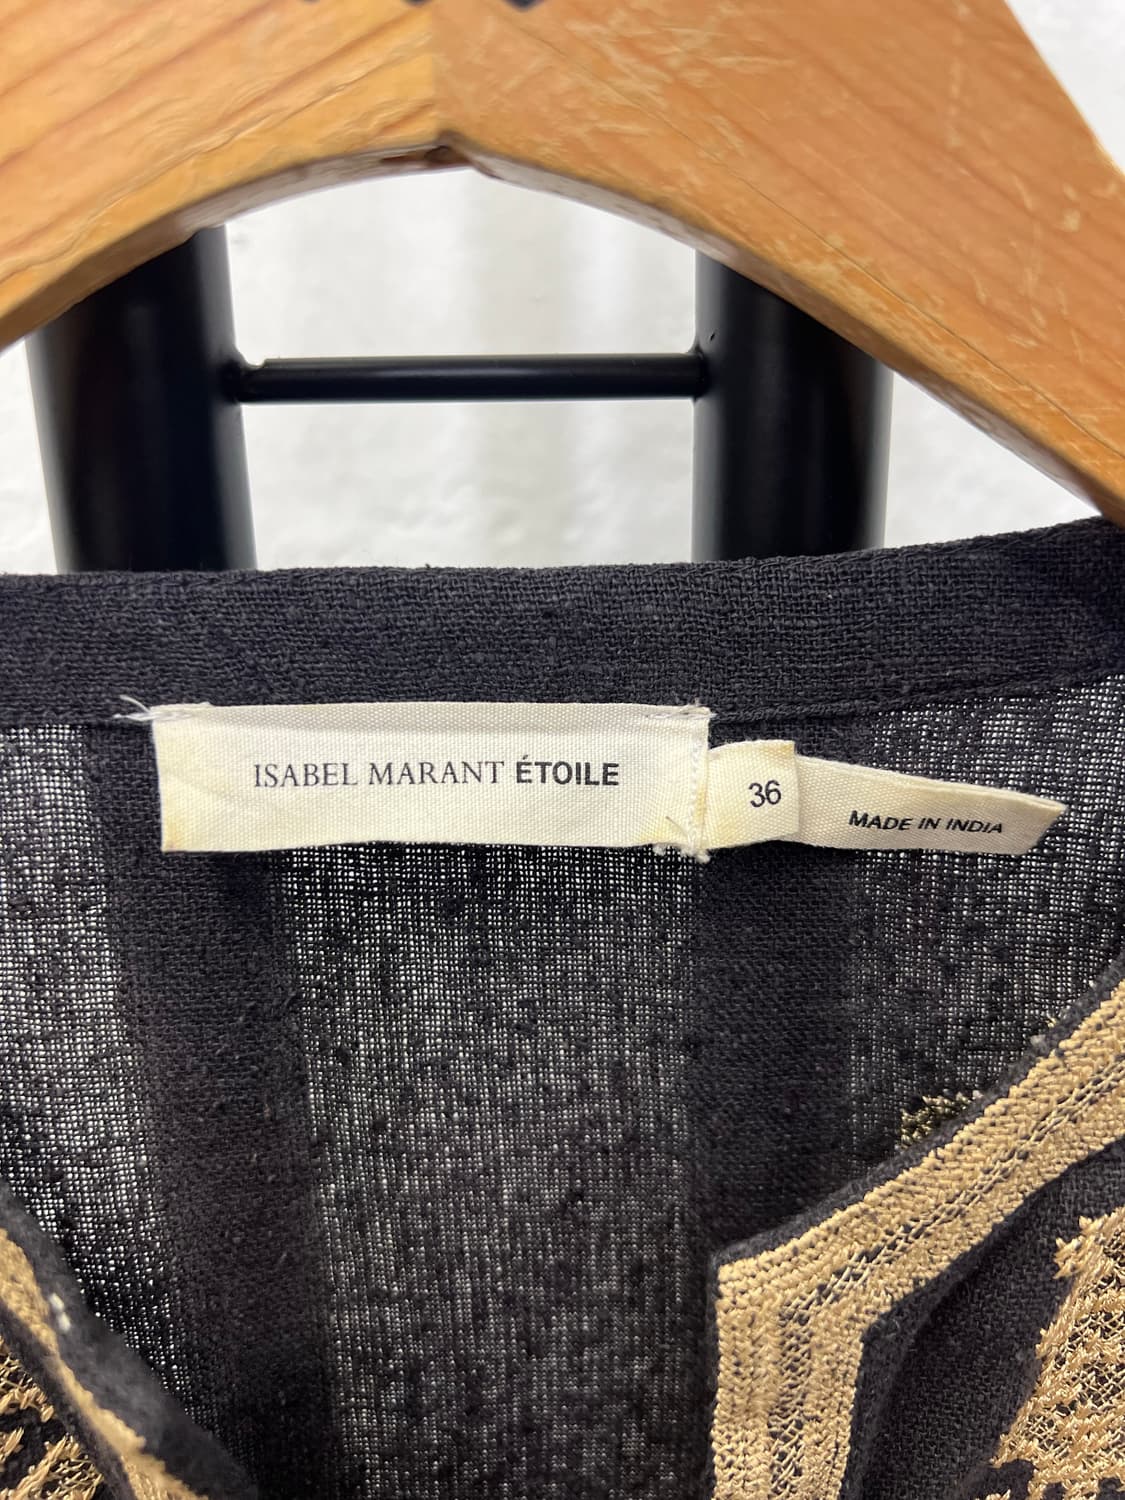 ISABEL MARANT ÉTOILE
36
MADE IN INDIA